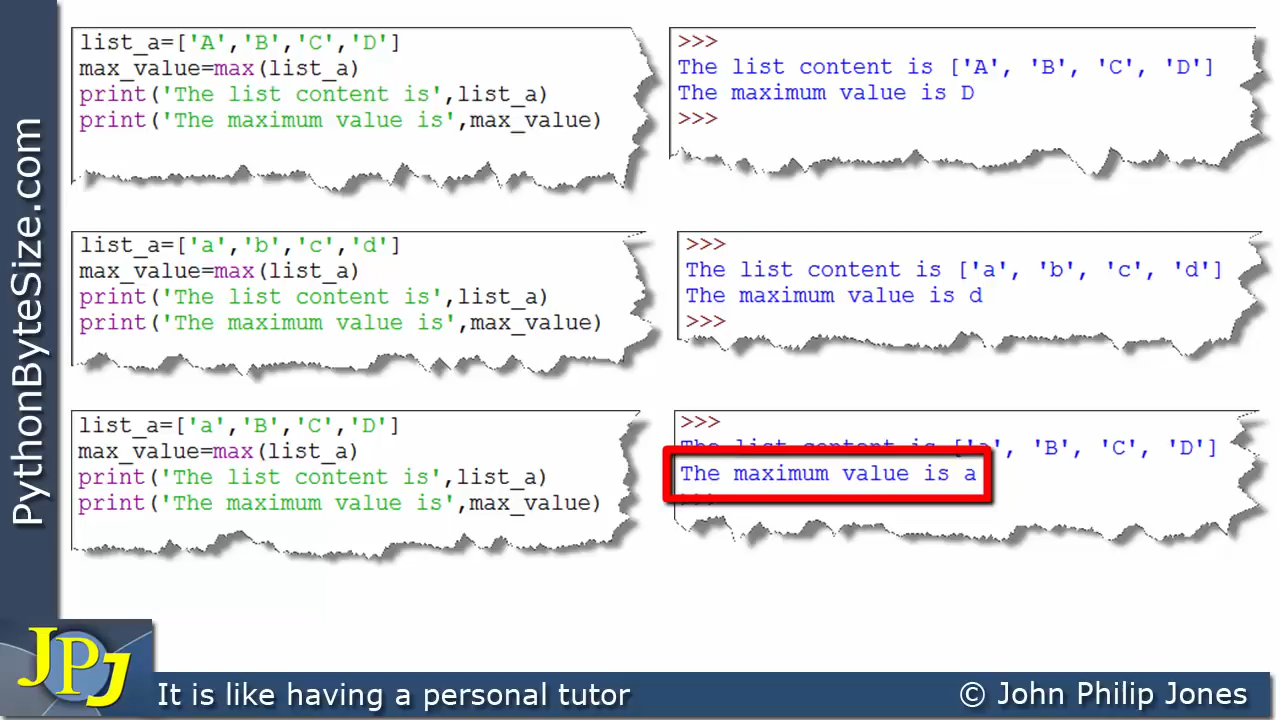 PythonByteSize.com
list_a=['A','B','C','D']
max_value=max(list_a)
print('The list content is',list_a)
print('The maximum value is',max_value)
>>>
The list content is ['A', 'B', 'C', 'D']
The maximum value is D
>>>
list_a=['a','b','c','d']
max_value=max(list_a)
print('The list content is',list_a)
print('The maximum value is',max_value)
>>>
The list content is ['a', 'b', 'c', 'd']
The maximum value is d
>>>
list_a=['a','B','C','D']
max_value=max(list_a)
print('The list content is',list_a)
print('The maximum value is',max_value)
>>>
The list content is ['a', 'B', 'C', 'D']
The maximum value is a
>>>
JPJ
It is like having a personal tutor
© John Philip Jones